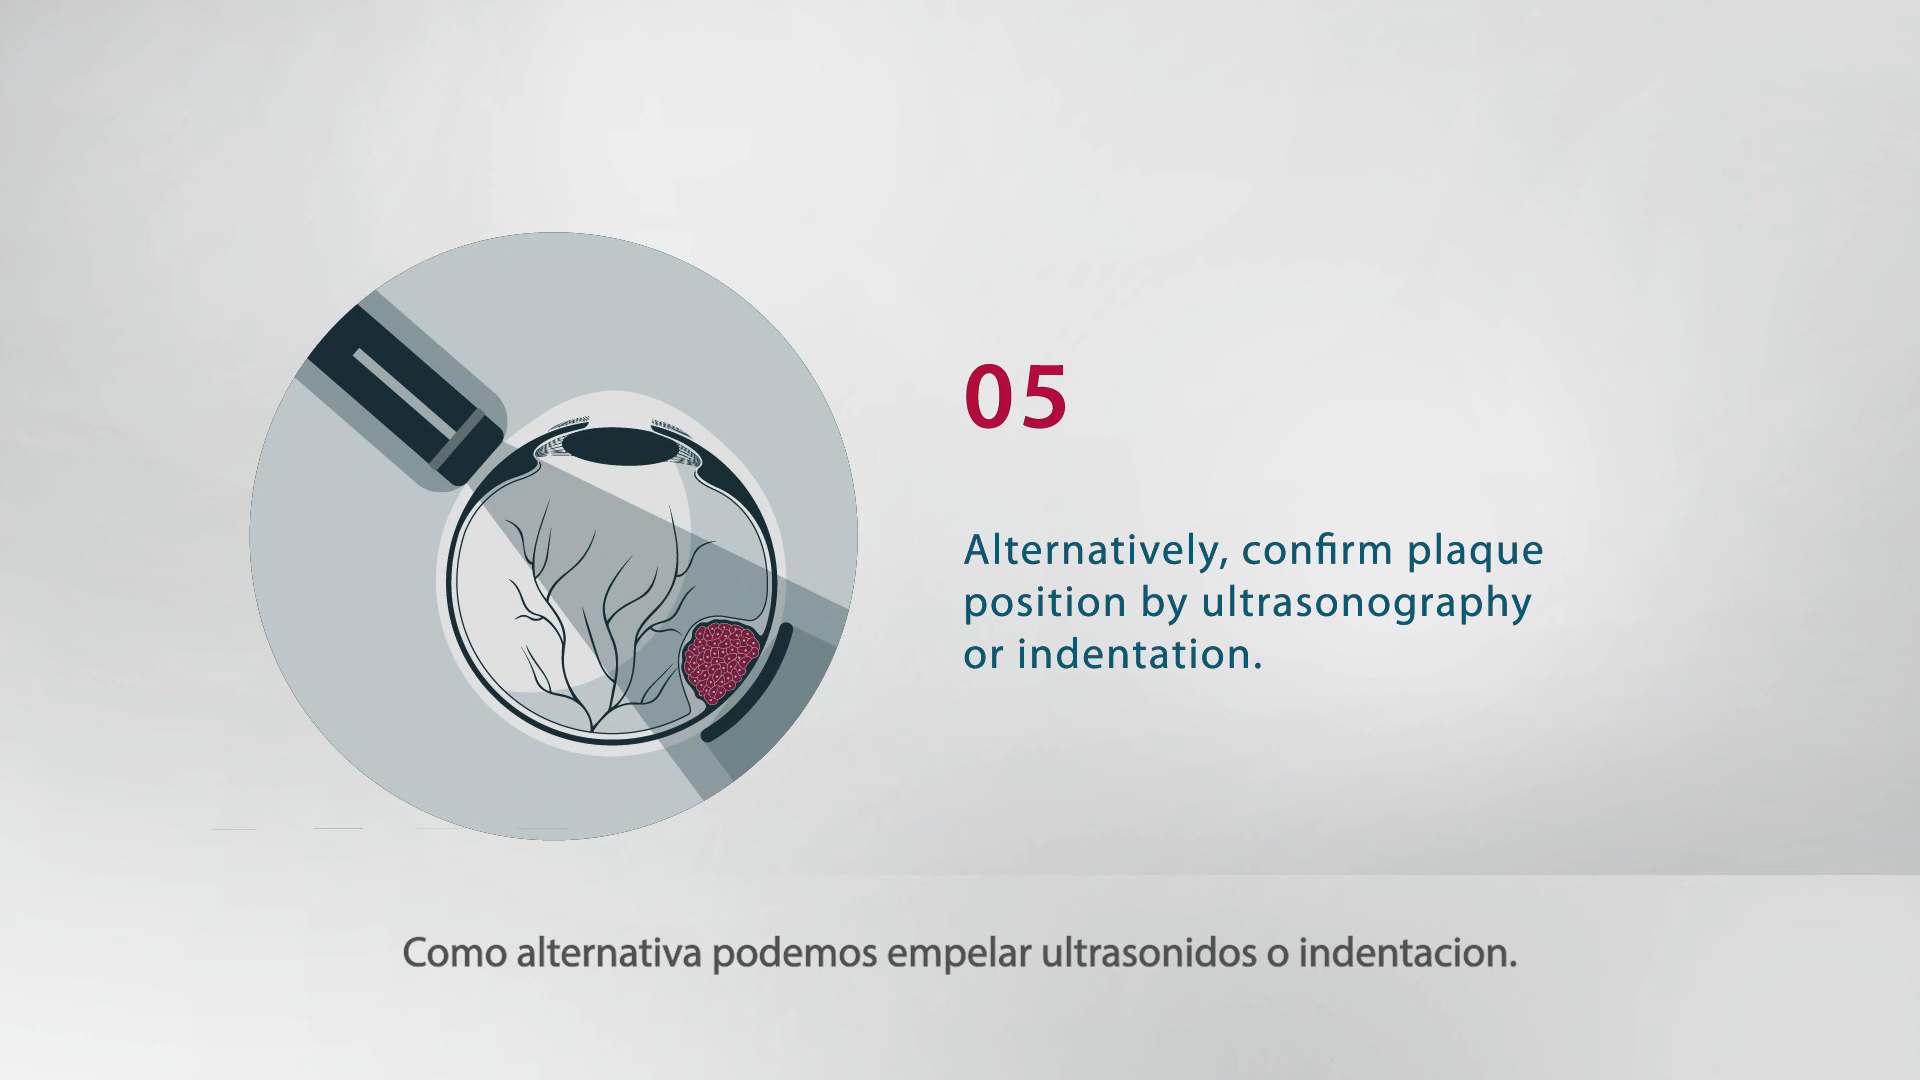 05
Alternatively, confirm plaque
position by ultrasonography
or indentation.
Como alternativa podemos empelar ultrasonidos o indentacion.